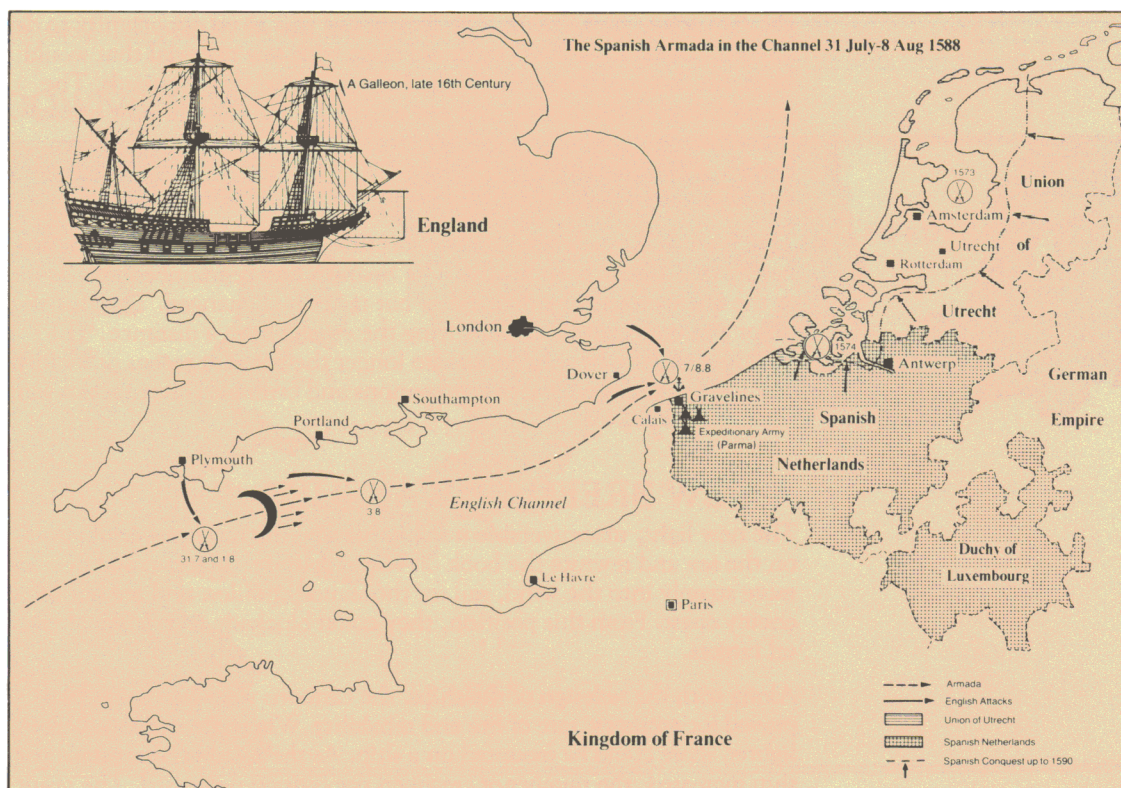 The Spanish Armada in the Channel 31 July-8 Aug 1588
A Galleon, late 16th Century
England
1573
Union
Amsterdam
Utrecht
of
Rotterdam
Utrecht
London
1574
7/8.8
Antwerp
Dover
German
Gravelines
Southampton
Calais
Spanish
Portland
Expeditionary Army
(Parma)
Empire
Plymouth
Netherlands
English Channel
3.8
31.7 and 1.8
Duchy of
Luxembourg
Le Havre
Paris
Armada
English Attacks
Union of Utrecht
Kingdom of France
Spanish Netherlands
Spanish Conquest up to 1590